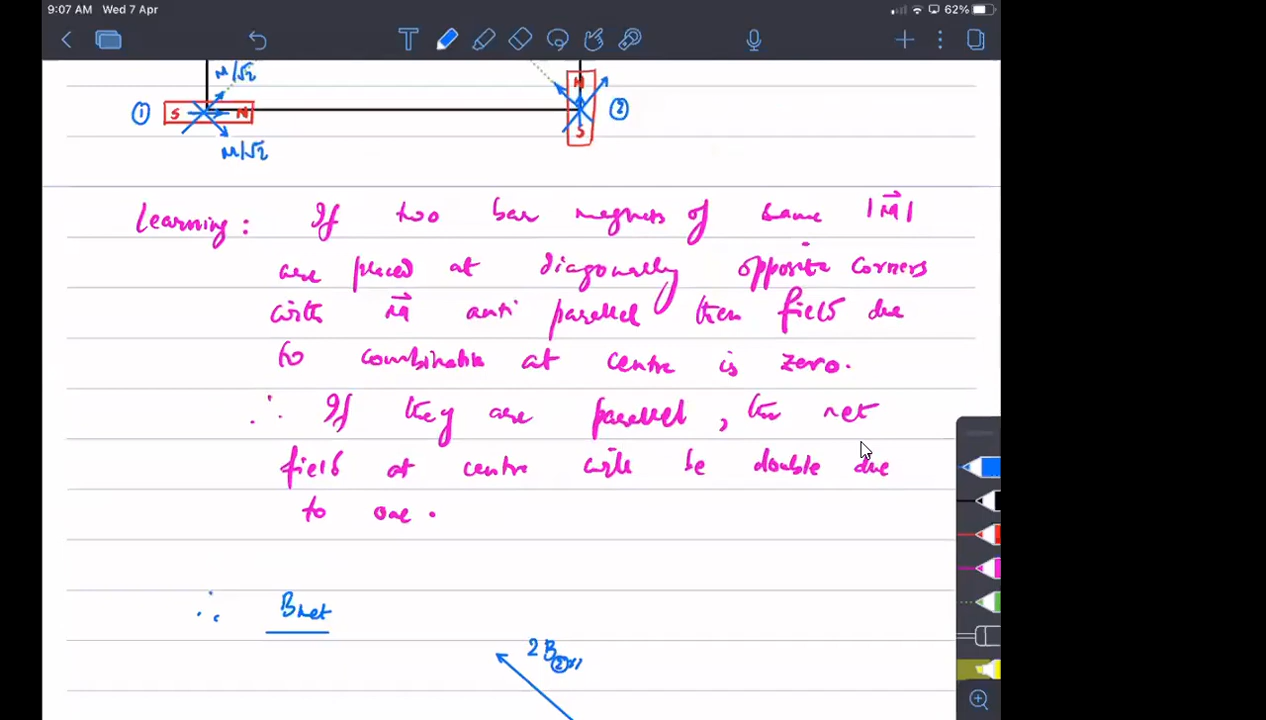 9:07 AM Wed 7 Apr
62%
T
M/√2
① S N
N
S ②
M/√2
Learning: If two bar magnets of same |M⃗|
are placed at diagonally opposite corners
with M⃗ anti parallel then field due
to combination at centre is zero.
∴ If they are parallel, the net
field at centre will be double due
to one.
∴ Bnet
2B②//